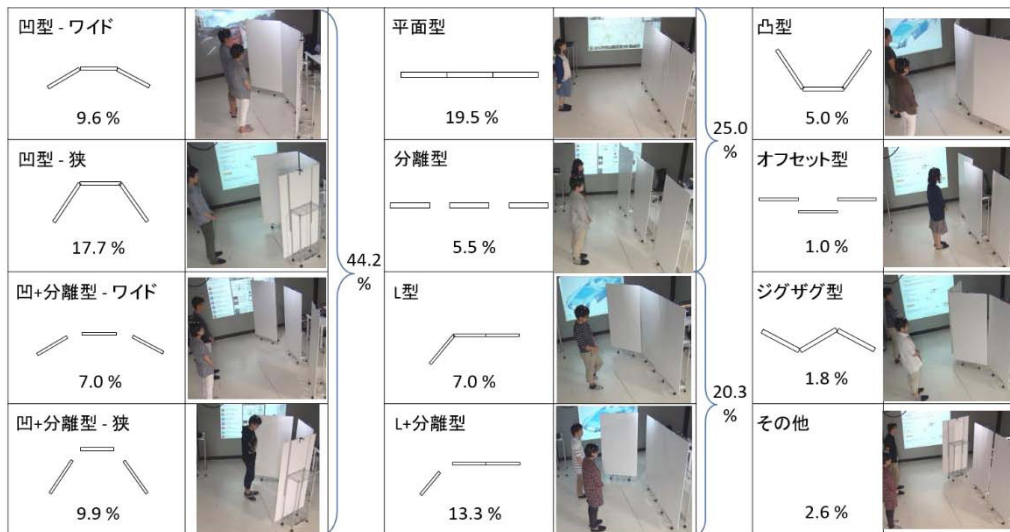 凹型 - ワイド
9.6 %
凹型 - 狭
17.7 %
凹+分離型 - ワイド
7.0 %
凹+分離型 - 狭
9.9 %
44.2
%
平面型
19.5 %
分離型
5.5 %
L型
7.0 %
L+分離型
13.3 %
25.0
%
20.3
%
凸型
5.0 %
オフセット型
1.0 %
ジグザグ型
1.8 %
その他
2.6 %